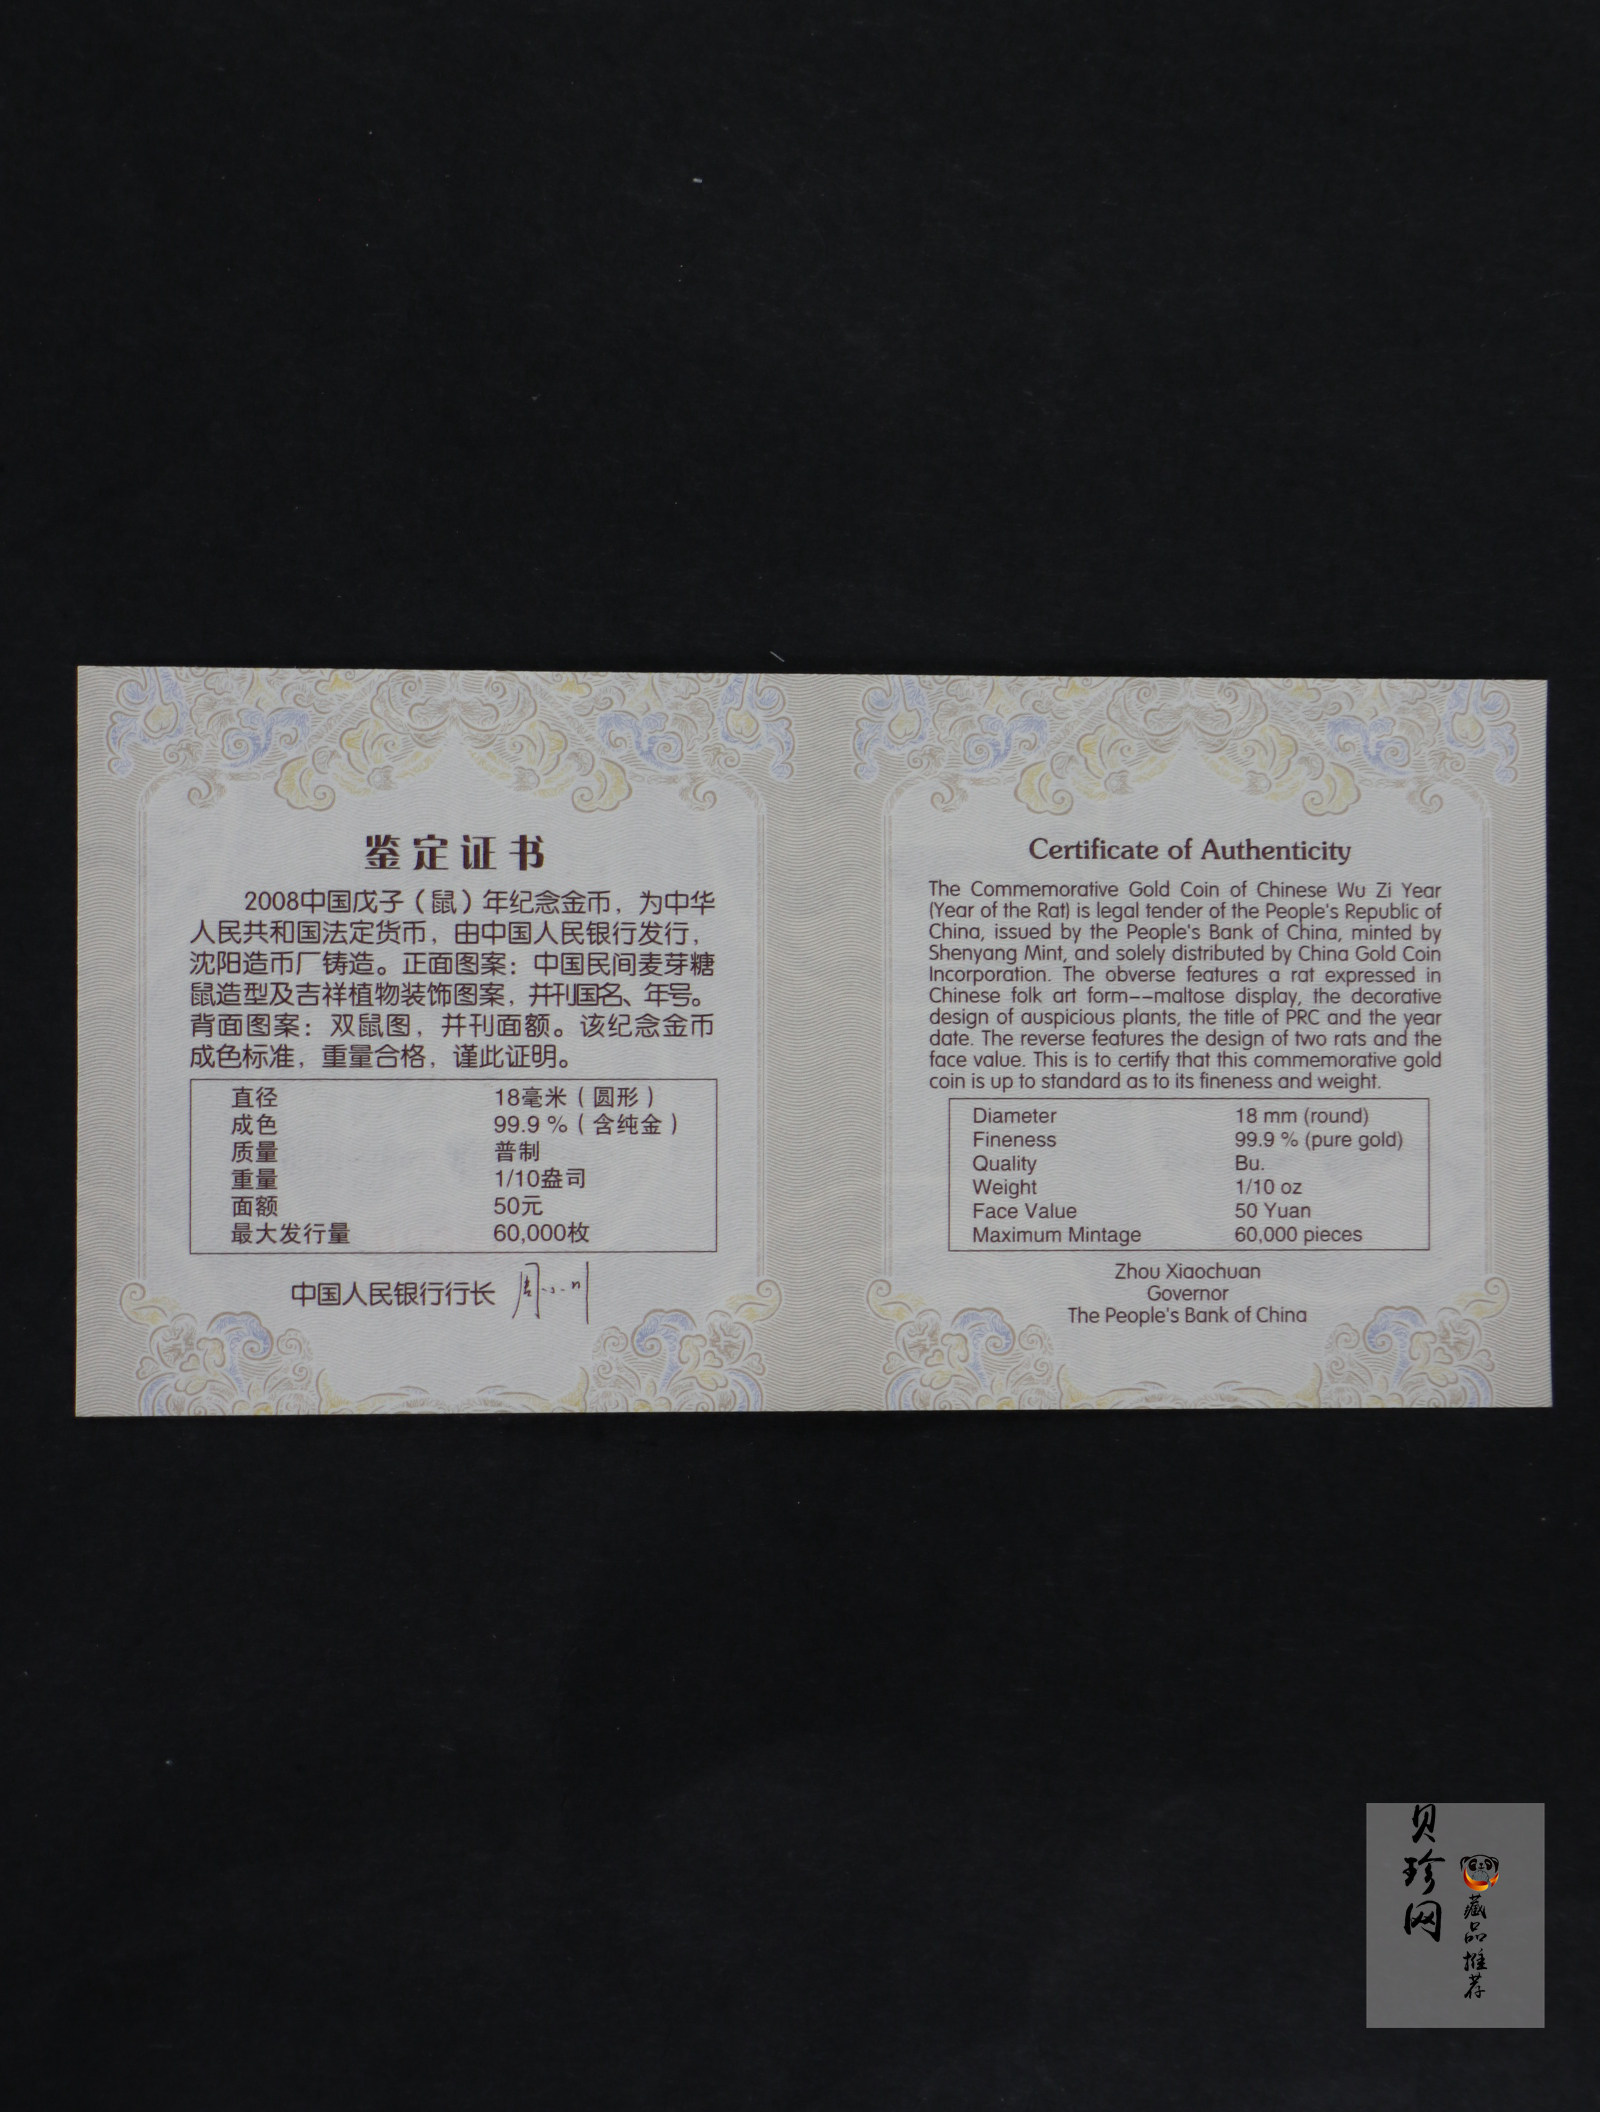 鉴定证书
2008中国戊子（鼠）年纪念金币，为中华
人民共和国法定货币，由中国人民银行发行，
沈阳造币厂铸造。正面图案：中国民间麦芽糖
鼠造型及吉祥植物装饰图案，并刊国名、年号。
背面图案：双鼠图，并刊面额。该纪念金币
成色标准，重量合格，谨此证明。
直径 18毫米（圆形）
成色 99.9 %（含纯金）
质量 普制
重量 1/10盎司
面额 50元
最大发行量 60,000枚
中国人民银行行长 周小川
Certificate of Authenticity
The Commemorative Gold Coin of Chinese Wu Zi Year
(Year of the Rat) is legal tender of the People's Republic of
China, issued by the People's Bank of China, minted by
Shenyang Mint, and solely distributed by China Gold Coin
Incorporation. The obverse features a rat expressed in
Chinese folk art form--maltose display, the decorative
design of auspicious plants, the title of PRC and the year
date. The reverse features the design of two rats and the
face value. This is to certify that this commemorative gold
coin is up to standard as to its fineness and weight.
Diameter 18 mm (round)
Fineness 99.9 % (pure gold)
Quality Bu.
Weight 1/10 oz
Face Value 50 Yuan
Maximum Mintage 60,000 pieces
Zhou Xiaochuan
Governor
The People's Bank of China
贝珍网
藏品推荐